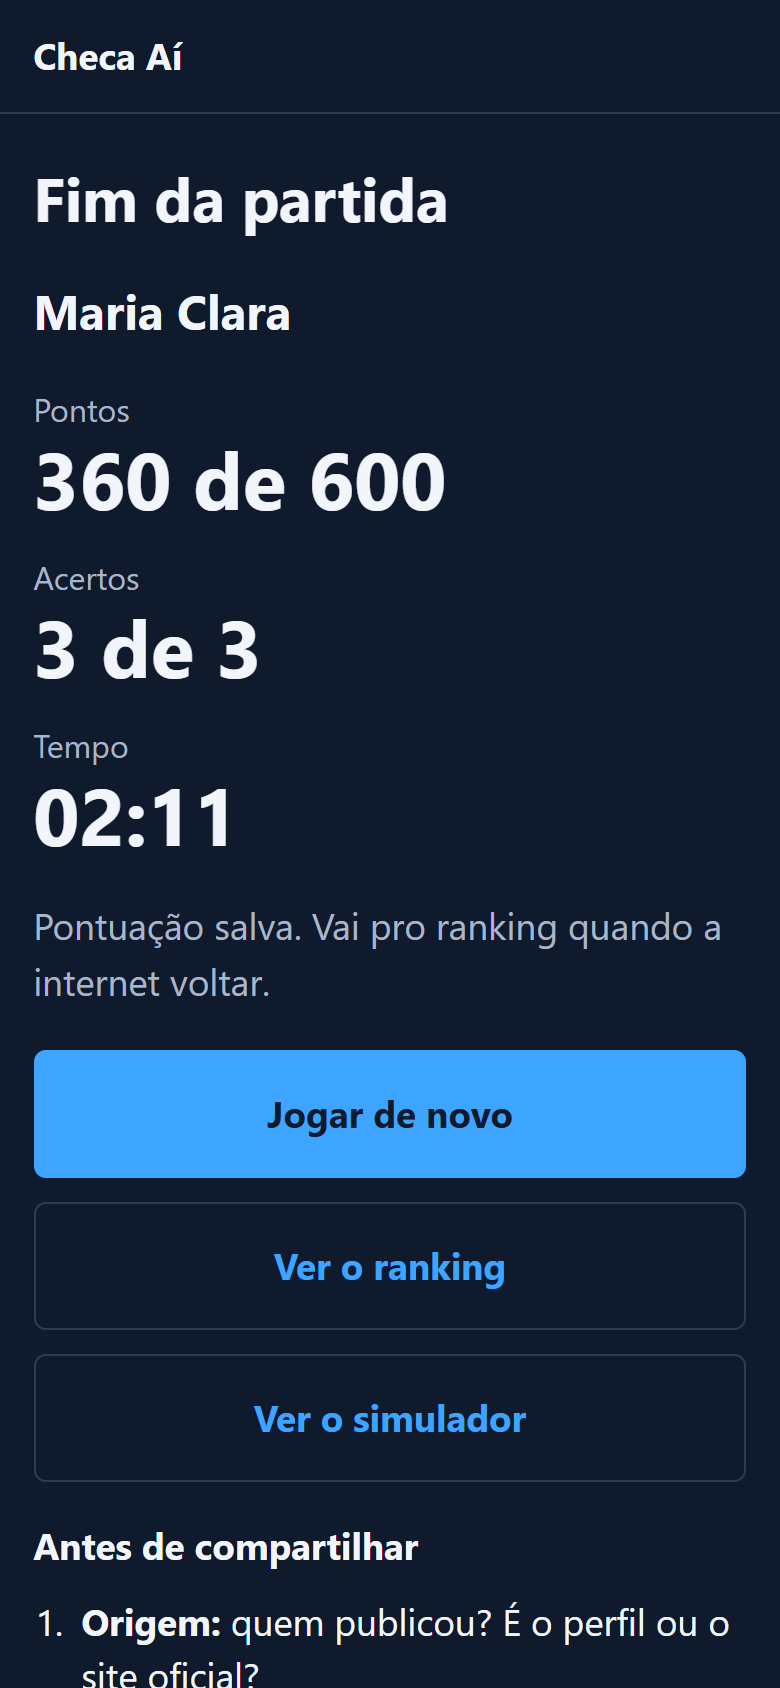 Checa Aí
Fim da partida
Maria Clara
Pontos
360 de 600
Acertos
3 de 3
Tempo
02:11
Pontuação salva. Vai pro ranking quando a
internet voltar.
Jogar de novo
Ver o ranking
Ver o simulador
Antes de compartilhar
1. Origem: quem publicou? É o perfil ou o
site oficial?